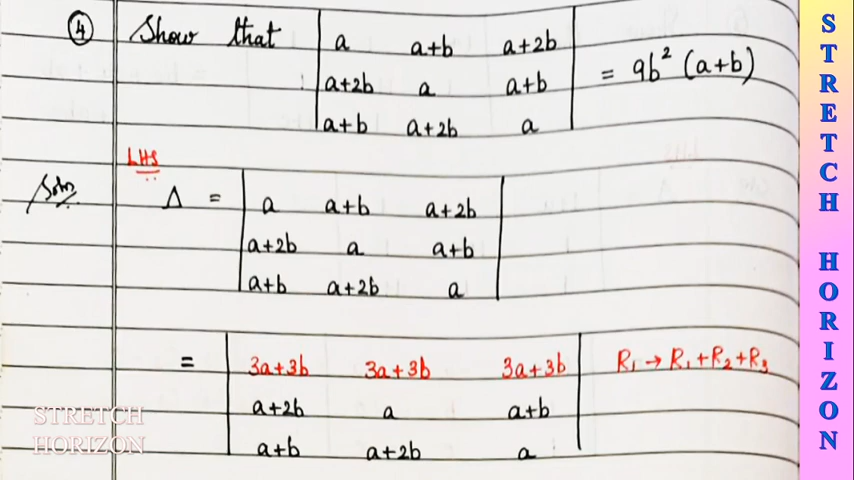 ④ Show that | a a+b a+2b |
| a+2b a a+b | = 9b² (a+b)
| a+b a+2b a |
LHS
Soln
Δ = | a a+b a+2b |
| a+2b a a+b |
| a+b a+2b a |
= | 3a+3b 3a+3b 3a+3b | R₁ → R₁+R₂+R₃
| a+2b a a+b |
| a+b a+2b a |
STRETCH
HORIZON
STRETCH HORIZON